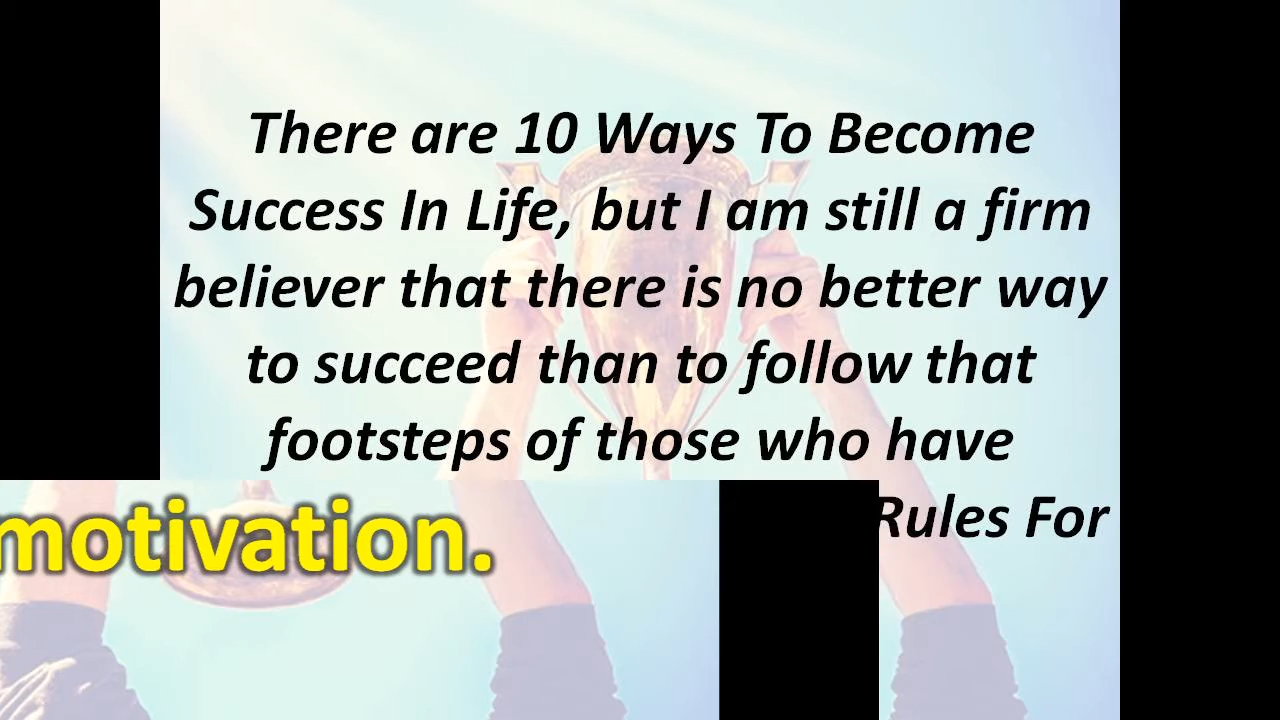 There are 10 Ways To Become
Success In Life, but I am still a firm
believer that there is no better way
to succeed than to follow that
footsteps of those who have
Rules For
motivation.